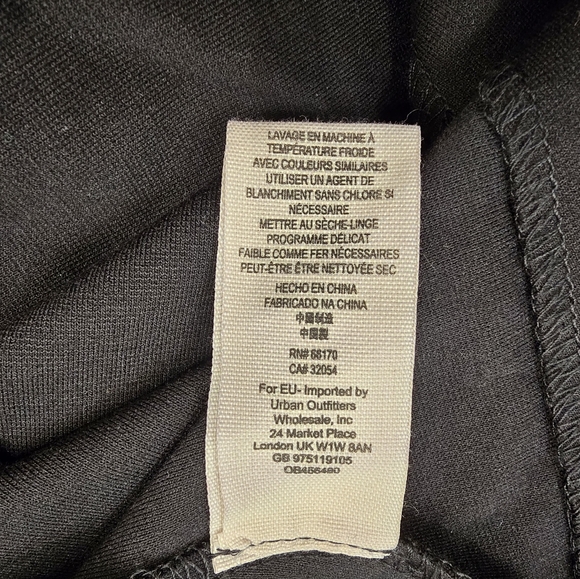 LAVAGE EN MACHINE À
TEMPÉRATURE FROIDE
AVEC COULEURS SIMILAIRES
UTILISER UN AGENT DE
BLANCHIMENT SANS CHLORE SI
NÉCESSAIRE
METTRE AU SÈCHE-LINGE
PROGRAMME DÉLICAT
FAIBLE COMME FER NÉCESSAIRES
PEUT-ÊTRE ÊTRE NETTOYÉE SEC
HECHO EN CHINA
FABRICADO NA CHINA
中國制造
中國製
RN# 66170
CA# 32054
For EU- Imported by
Urban Outfitters
Wholesale, Inc
24 Market Place
London UK W1W 8AN
GB 975119105
OB456480